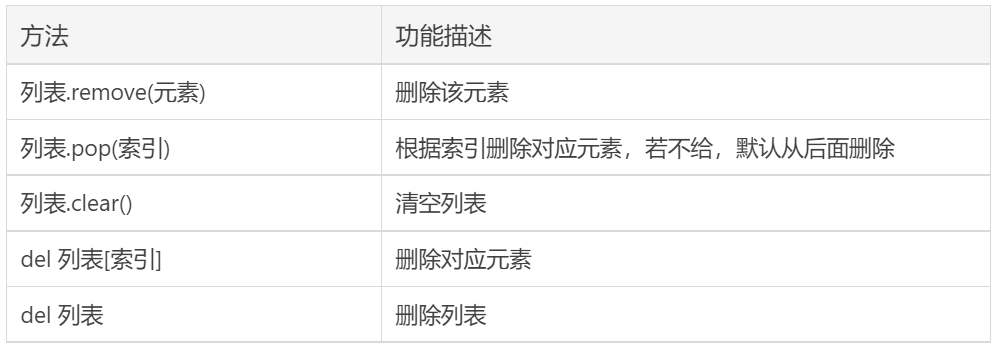 方法 功能描述
列表.remove(元素) 删除该元素
列表.pop(索引) 根据索引删除对应元素，若不给，默认从后面删除
列表.clear() 清空列表
del 列表[索引] 删除对应元素
del 列表 删除列表